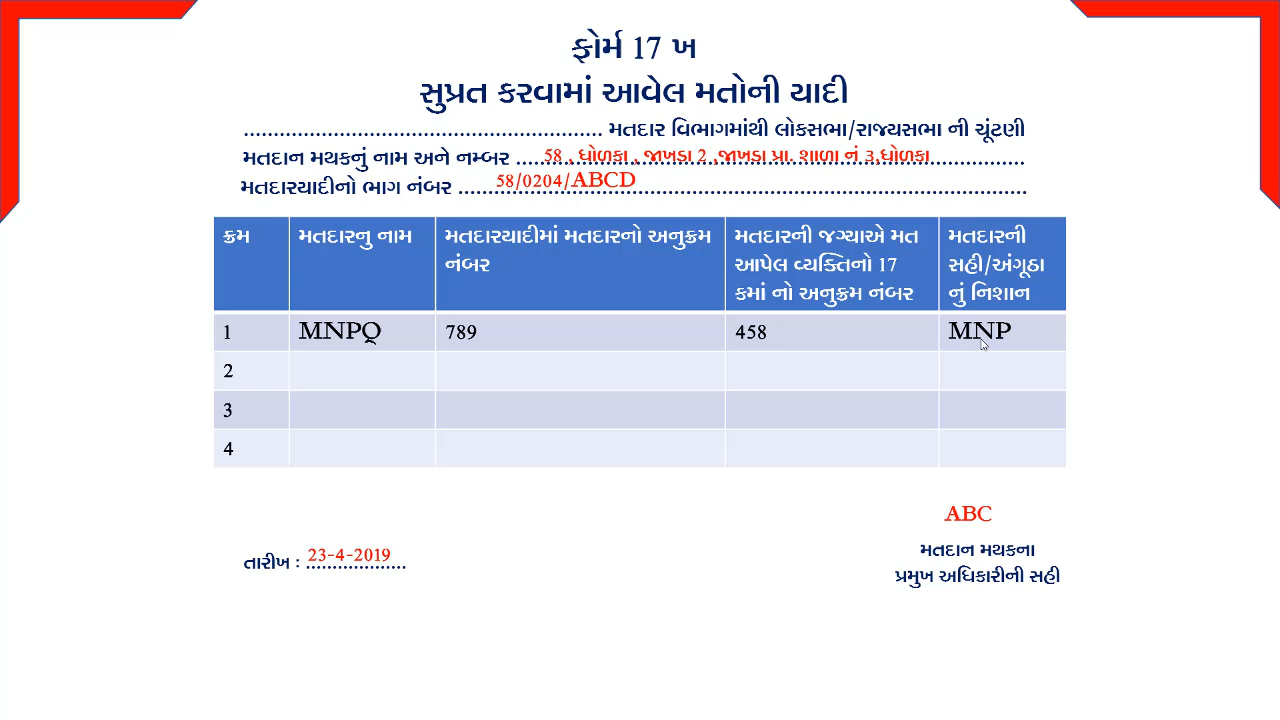 ફોર્મ 17 ખ
સુપ્રત કરવામાં આવેલ મતોની યાદી
............................................................ મતદાર વિભાગમાંથી લોકસભા/રાજ્યસભા ની ચૂંટણી
મતદાન મથકનું નામ અને નમ્બર ... 58 , ધોળકા , જાખડા 2 ,જાખડા પ્રા. શાળા નં ૩,ધોળકા
મતદારયાદીનો ભાગ નંબર ... 58/0204/ABCD
ક્રમ મતદારનુ નામ મતદારયાદીમાં મતદારનો અનુક્રમ નંબર મતદારની જગ્યાએ મત આપેલ વ્યક્તિનો 17 કમાં નો અનુક્રમ નંબર મતદારની સહી/અંગૂઠાનું નિશાન
1 MNPQ 789 458 MNP
2
3
4
ABC
તારીખ : 23-4-2019
મતદાન મથકના
પ્રમુખ અધિકારીની સહી